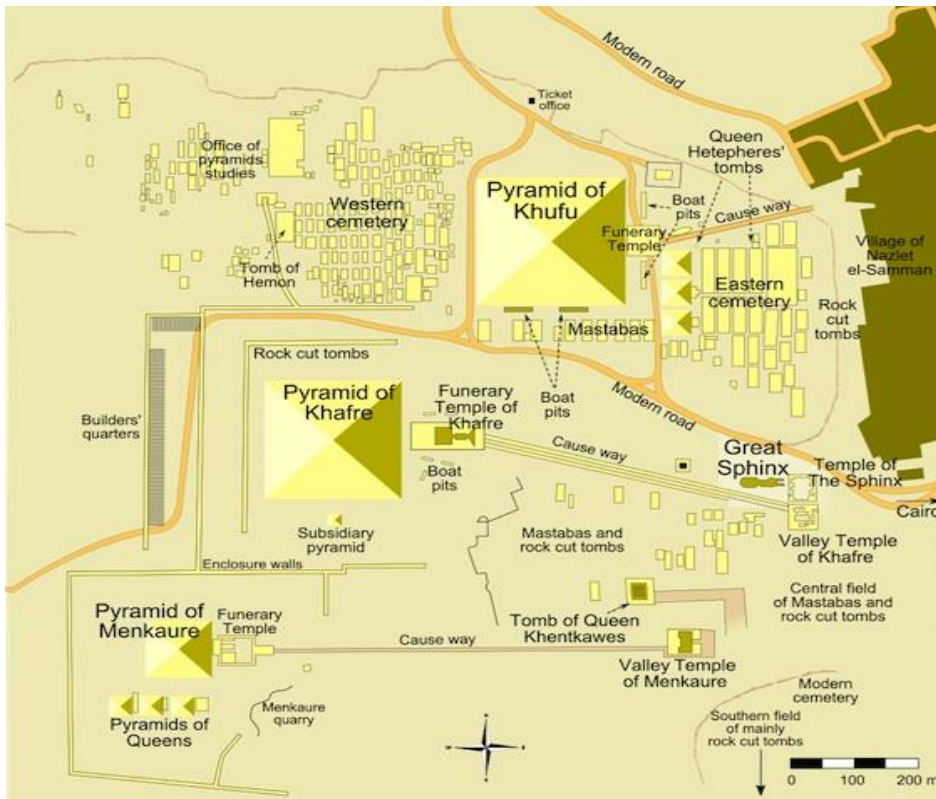 Modern road
Ticket
office
Queen
Hetepheres'
tombs
Office of
pyramids
studies
Western
cemetery
Pyramid of
Khufu
Boat
pits
Cause way
Funerary
Temple
Village of
Nazlet
el-Samman
Tomb of
Hemon
Eastern
cemetery
Rock
cut
tombs
Mastabas
Rock cut tombs
Boat
pits
Modern road
Pyramid of
Khafre
Funerary
Temple of
Khafre
Builders'
quarters
Cause way
Great
Sphinx
Temple of
The Sphinx
Boat
pits
Cairo
Subsidiary
pyramid
Mastabas and
rock cut tombs
Valley Temple
of Khafre
Enclosure walls
Central field
of Mastabas and
rock cut tombs
Pyramid of
Menkaure
Funerary
Temple
Tomb of Queen
Khentkawes
Cause way
Valley Temple
of Menkaure
Modern
cemetery
Menkaure
quarry
Pyramids of
Queens
Southern field
of mainly
rock cut tombs
0 100 200 m